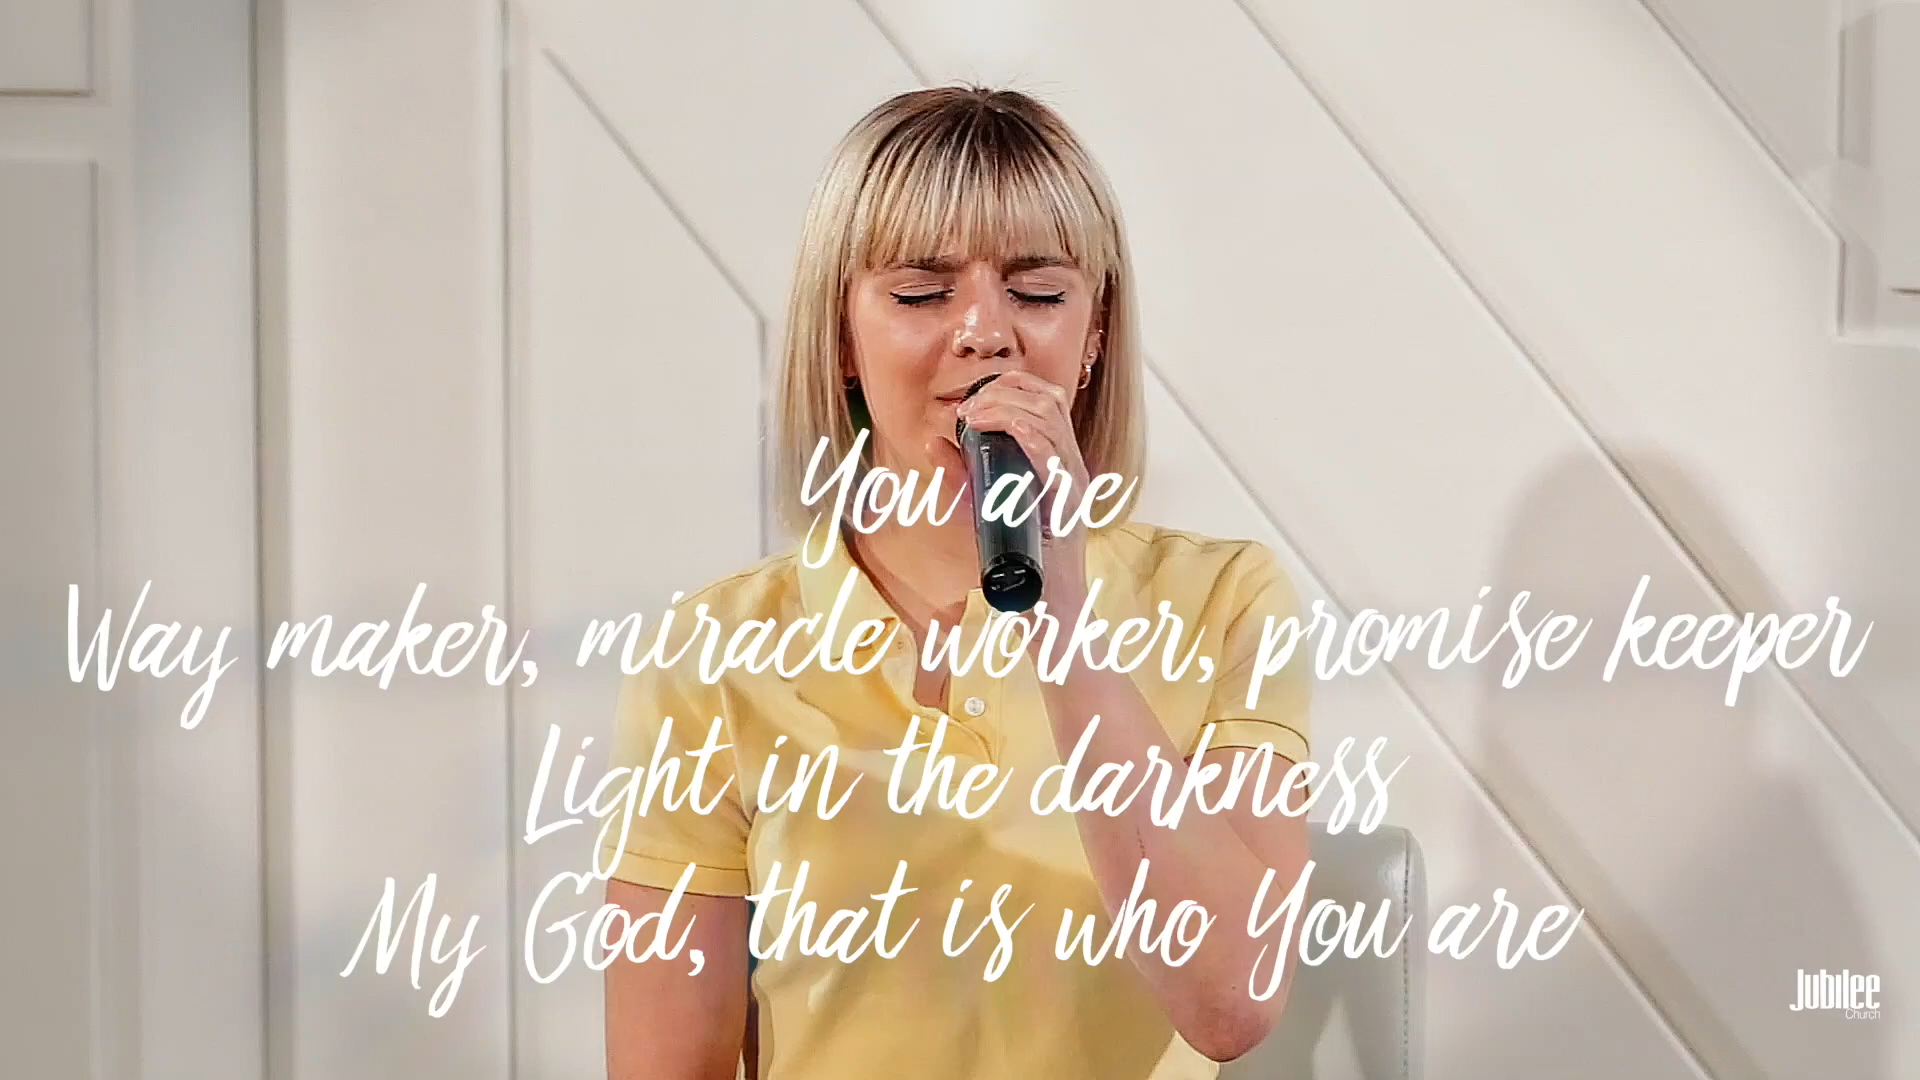 You are
Way maker, miracle worker, promise keeper
Light in the darkness
My God, that is who You are
Jubilee
Church